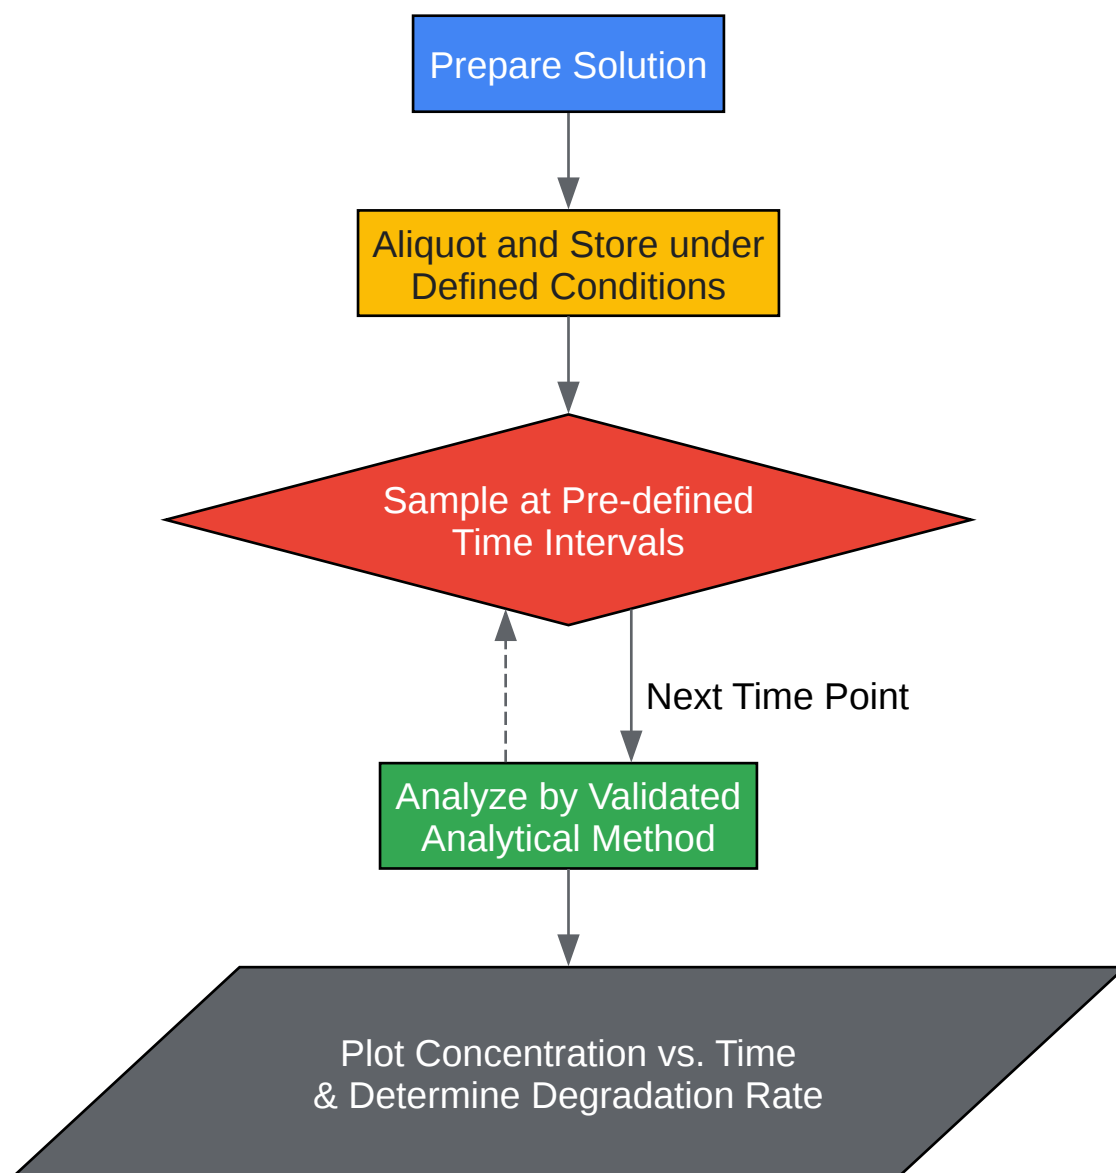 Prepare Solution
Aliquot and Store under
Defined Conditions
Sample at Pre-defined
Time Intervals
Next Time Point
Analyze by Validated
Analytical Method
Plot Concentration vs. Time
& Determine Degradation Rate